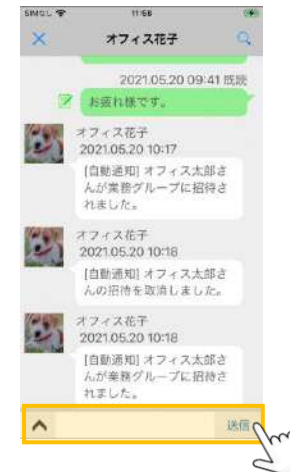 SIMなし 11:58
オフィス花子
2021.05.20 09:41 既読
お疲れ様です。
オフィス花子
2021.05.20 10:17
[自動通知] オフィス太郎さ
んが業務グループに招待さ
れました。
オフィス花子
2021.05.20 10:18
[自動通知] オフィス太郎さ
んの招待を取消しました。
オフィス花子
2021.05.20 10:18
[自動通知] オフィス太郎さ
んが業務グループに招待さ
れました。
送信